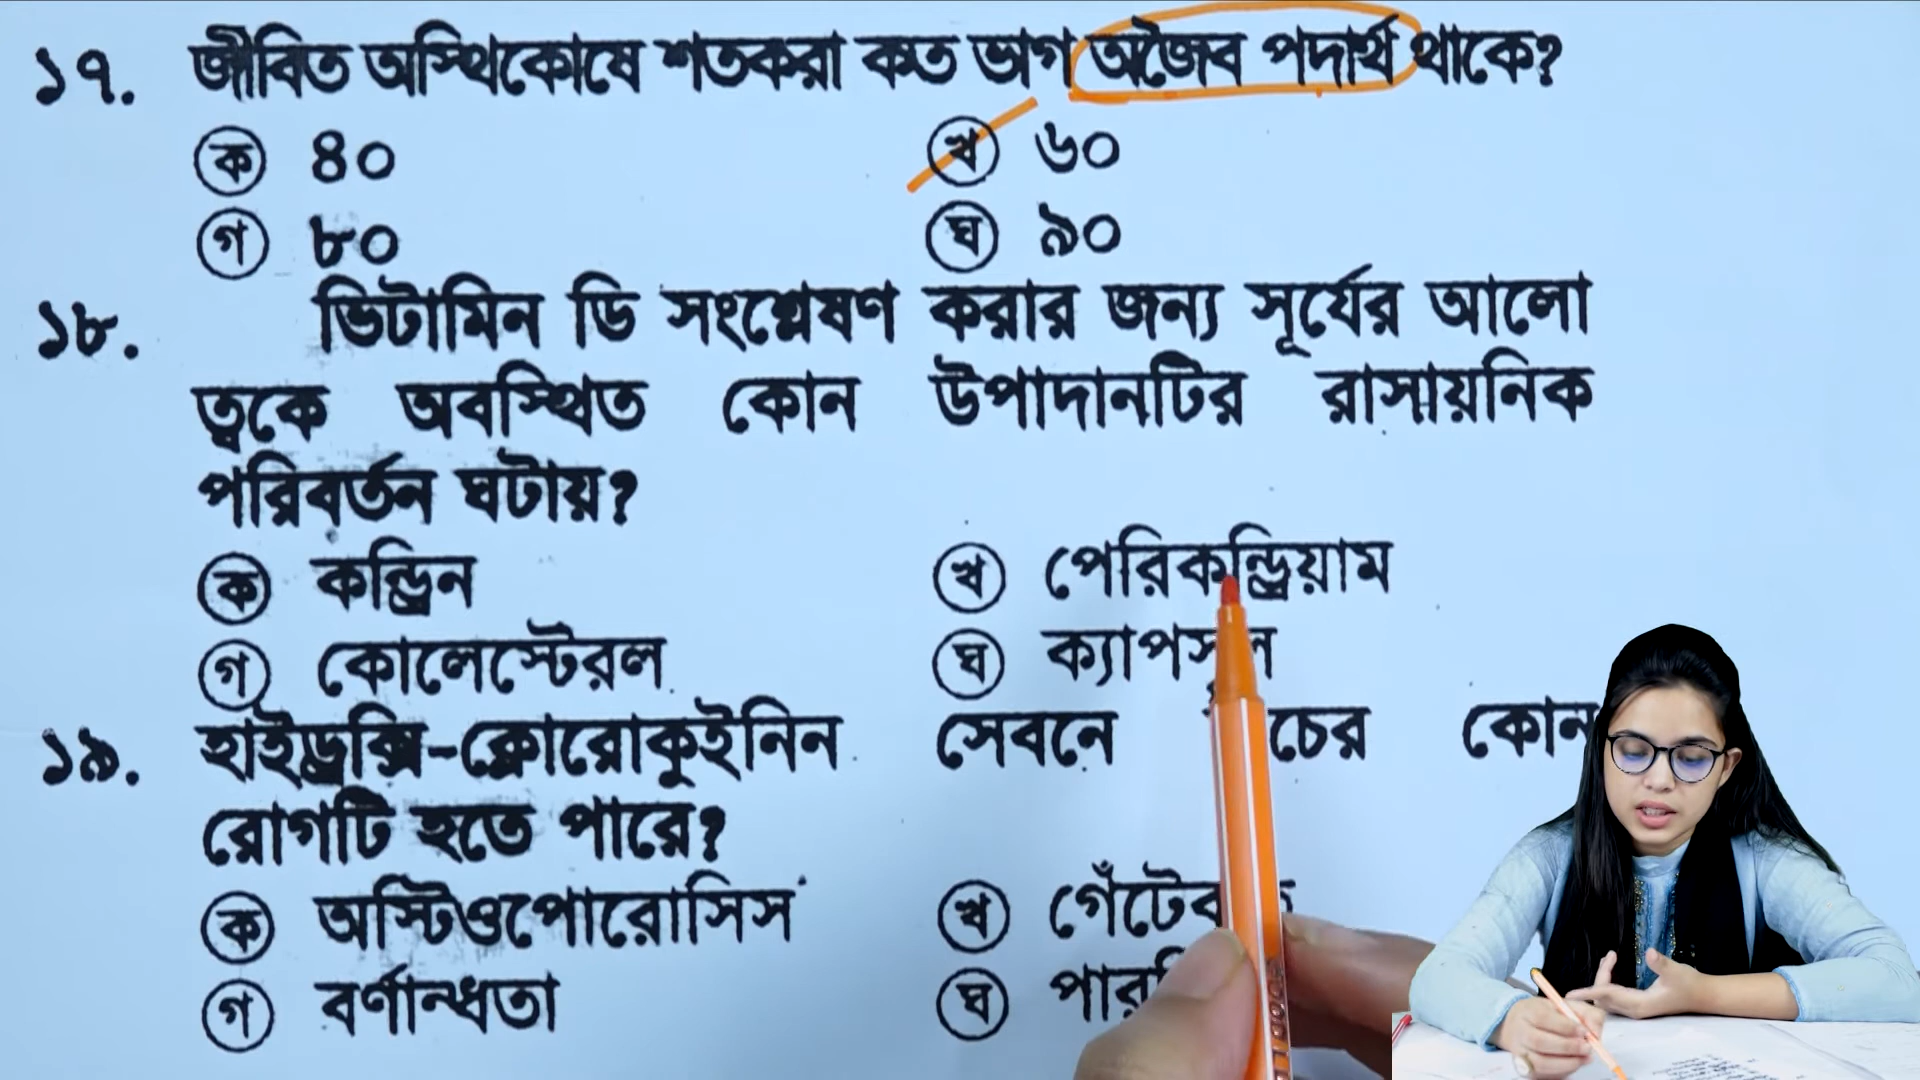 ১৭. জীবিত অস্থিকোষে শতকরা কত ভাগ অজৈব পদার্থ থাকে?
ক ৪০ খ ৬০
গ ৮০ ঘ ৯০
১৮. ভিটামিন ডি সংশ্লেষণ করার জন্য সূর্যের আলো
ত্বকে অবস্থিত কোন উপাদানটির রাসায়নিক
পরিবর্তন ঘটায়?
ক কন্ড্রিন খ পেরিকন্ড্রিয়াম
গ কোলেস্টেরল ঘ
১৯. হাইড্রক্সি-ক্লোরোকুইনিন সেবনে কোন
রোগটি হতে পারে?
ক অস্টিওপোরোসিস খ
গ বর্ণান্ধতা ঘ